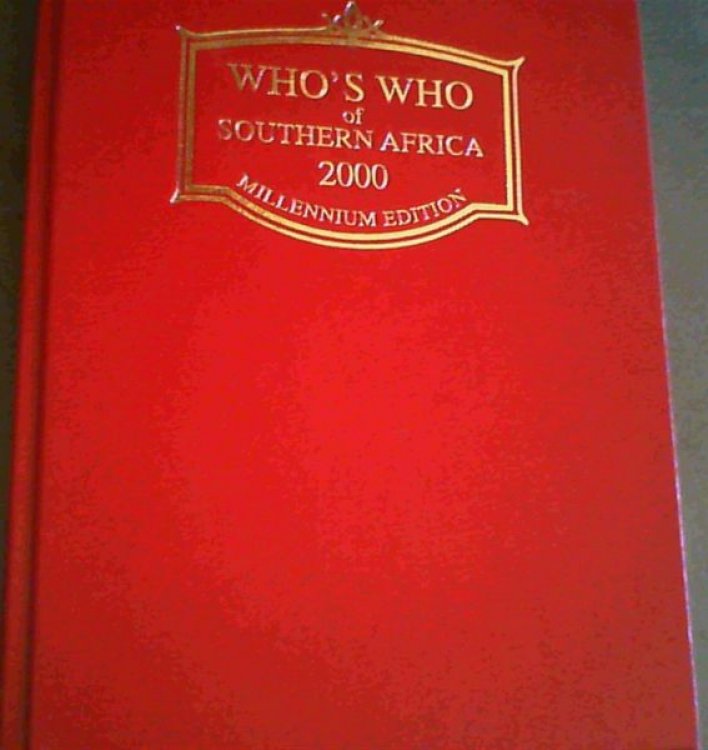 WHO'S WHO
of
SOUTHERN AFRICA
2000
MILLENNIUM EDITION